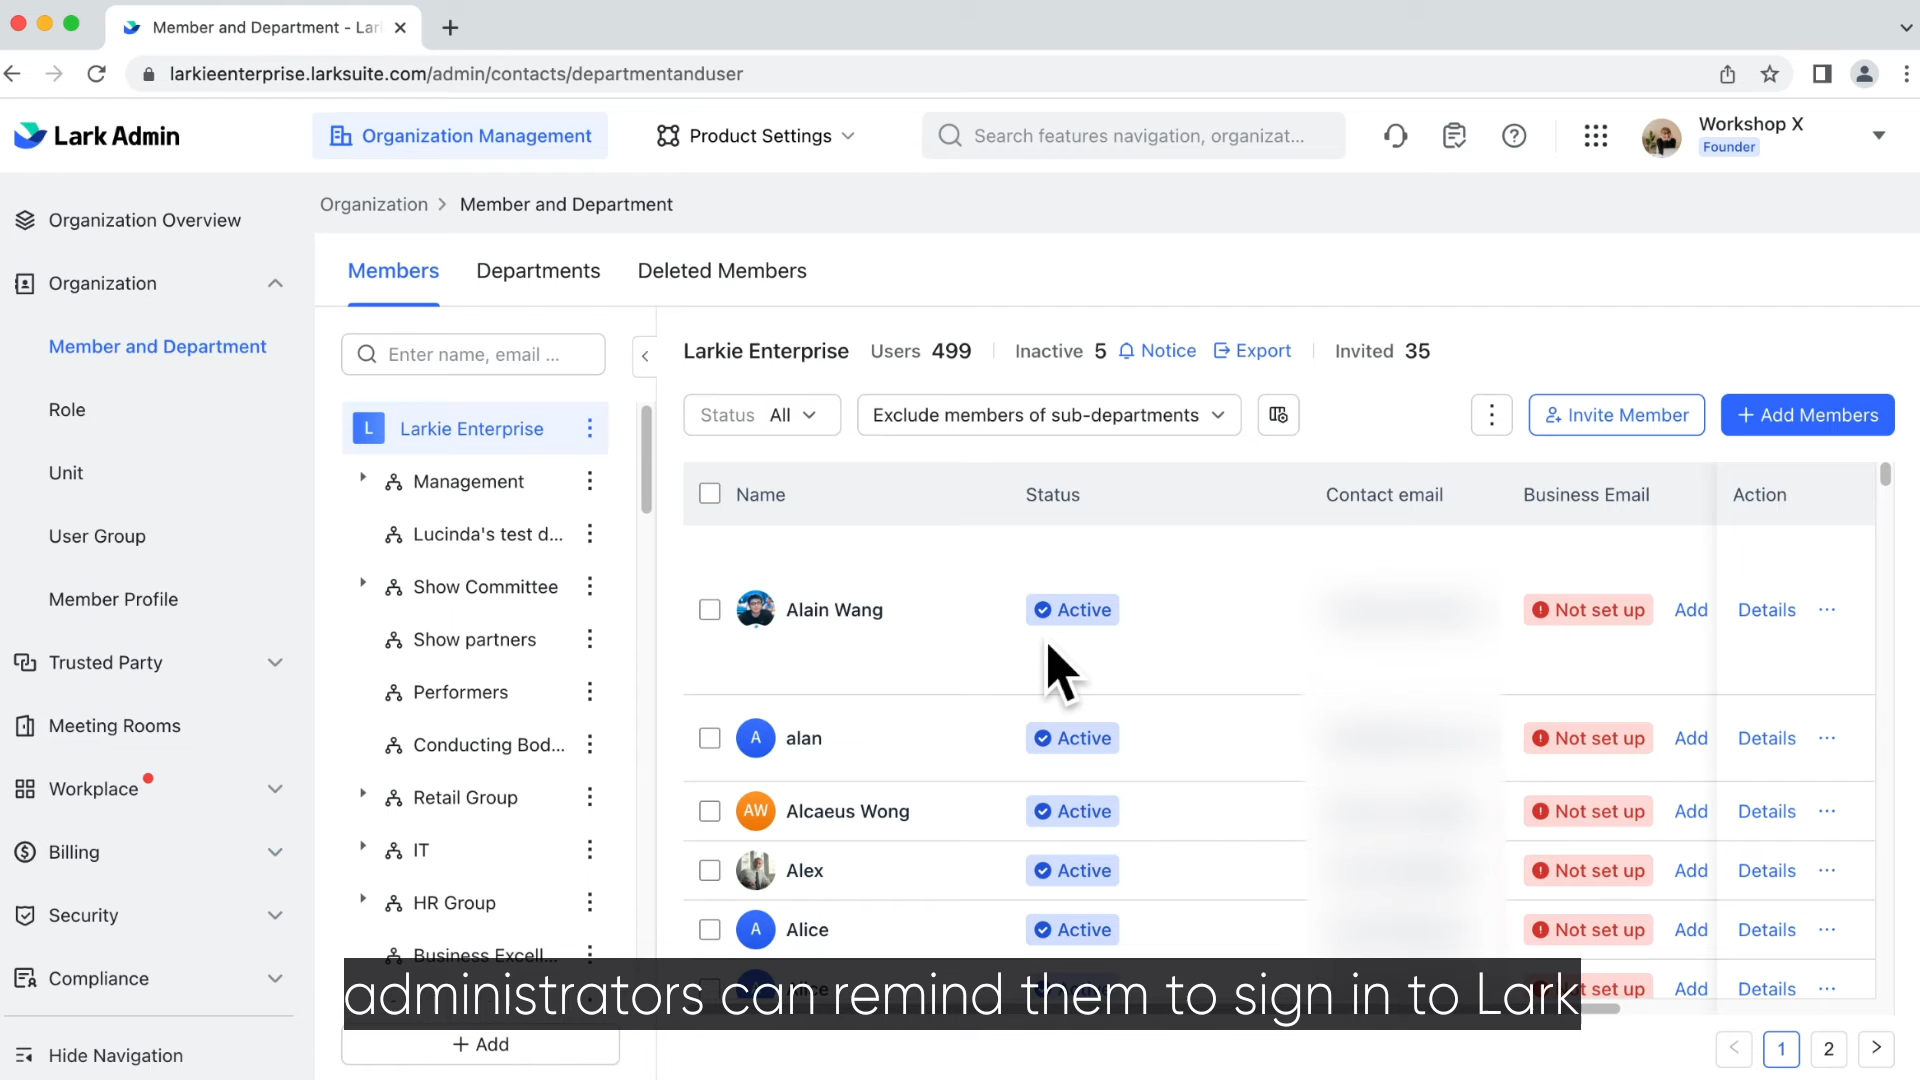 Member and Department - Lar
larkieenterprise.larksuite.com/admin/contacts/departmentanduser
Lark Admin
Organization Management
Product Settings
Search features navigation, organizat...
Workshop X
Founder
Organization Overview
Organization
Member and Department
Role
Unit
User Group
Member Profile
Trusted Party
Meeting Rooms
Workplace
Billing
Security
Compliance
Hide Navigation
Organization > Member and Department
Members Departments Deleted Members
Enter name, email ...
L Larkie Enterprise
Management
Lucinda's test d...
Show Committee
Show partners
Performers
Conducting Bod...
Retail Group
IT
HR Group
Business Excell...
+ Add
Larkie Enterprise Users 499 Inactive 5 Notice Export Invited 35
Status All Exclude members of sub-departments Invite Member + Add Members
Name Status Contact email Business Email Action
Alain Wang Active Not set up Add Details ...
A alan Active Not set up Add Details ...
AW Alcaeus Wong Active Not set up Add Details ...
Alex Active Not set up Add Details ...
A Alice Active Not set up Add Details ...
Alice Active Not set up Add Details ...
administrators can remind them to sign in to Lark
< 1 2 >